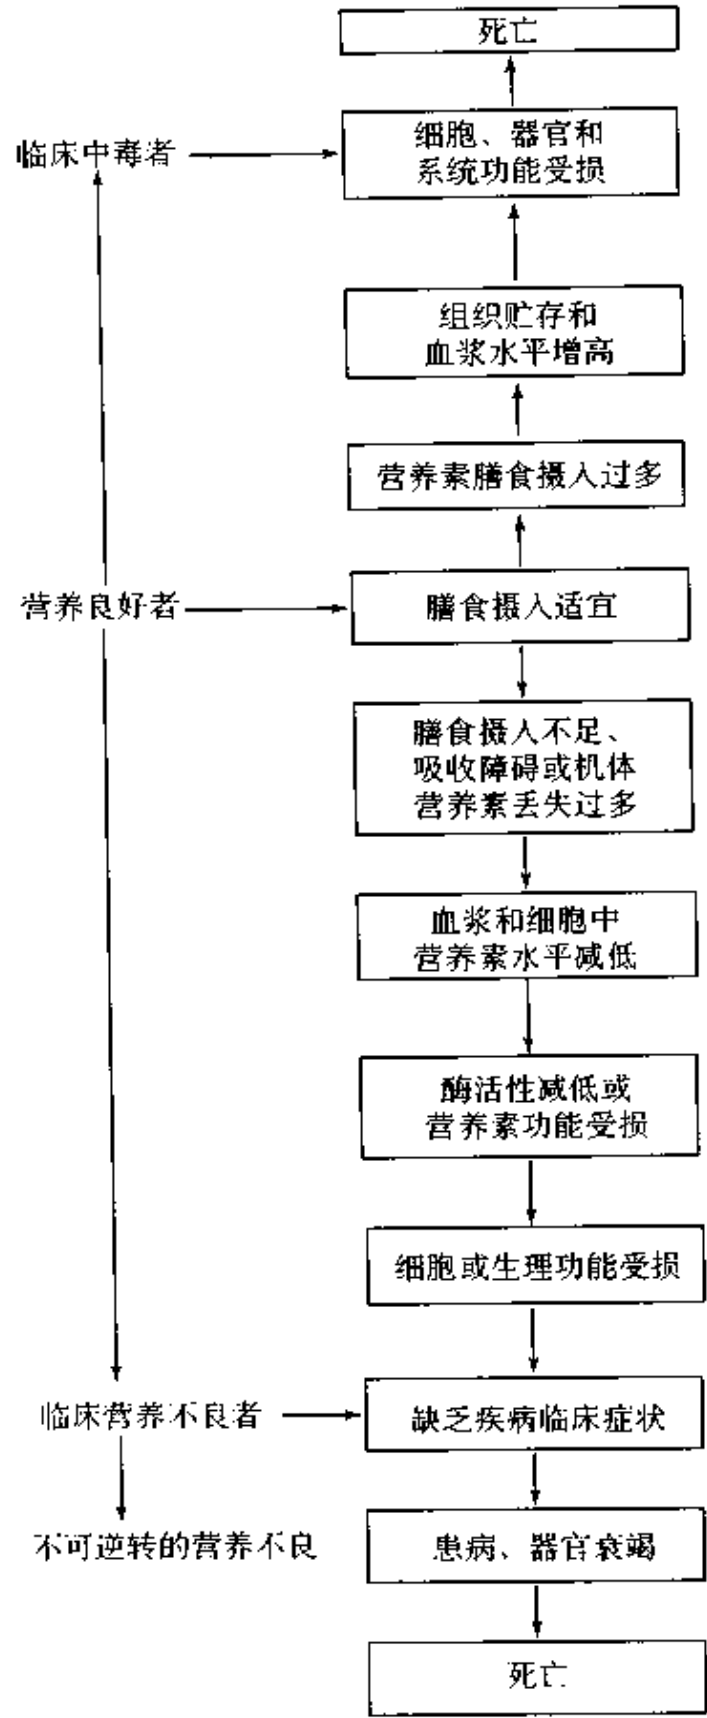 死亡
临床中毒者
细胞、器官和
系统功能受损
组织贮存和
血浆水平增高
营养素膳食摄入过多
营养良好者
膳食摄入适宜
膳食摄入不足、
吸收障碍或机体
营养素丢失过多
血浆和细胞中
营养素水平减低
酶活性减低或
营养素功能受损
细胞或生理功能受损
临床营养不良者
缺乏疾病临床症状
不可逆转的营养不良
患病、器官衰竭
死亡